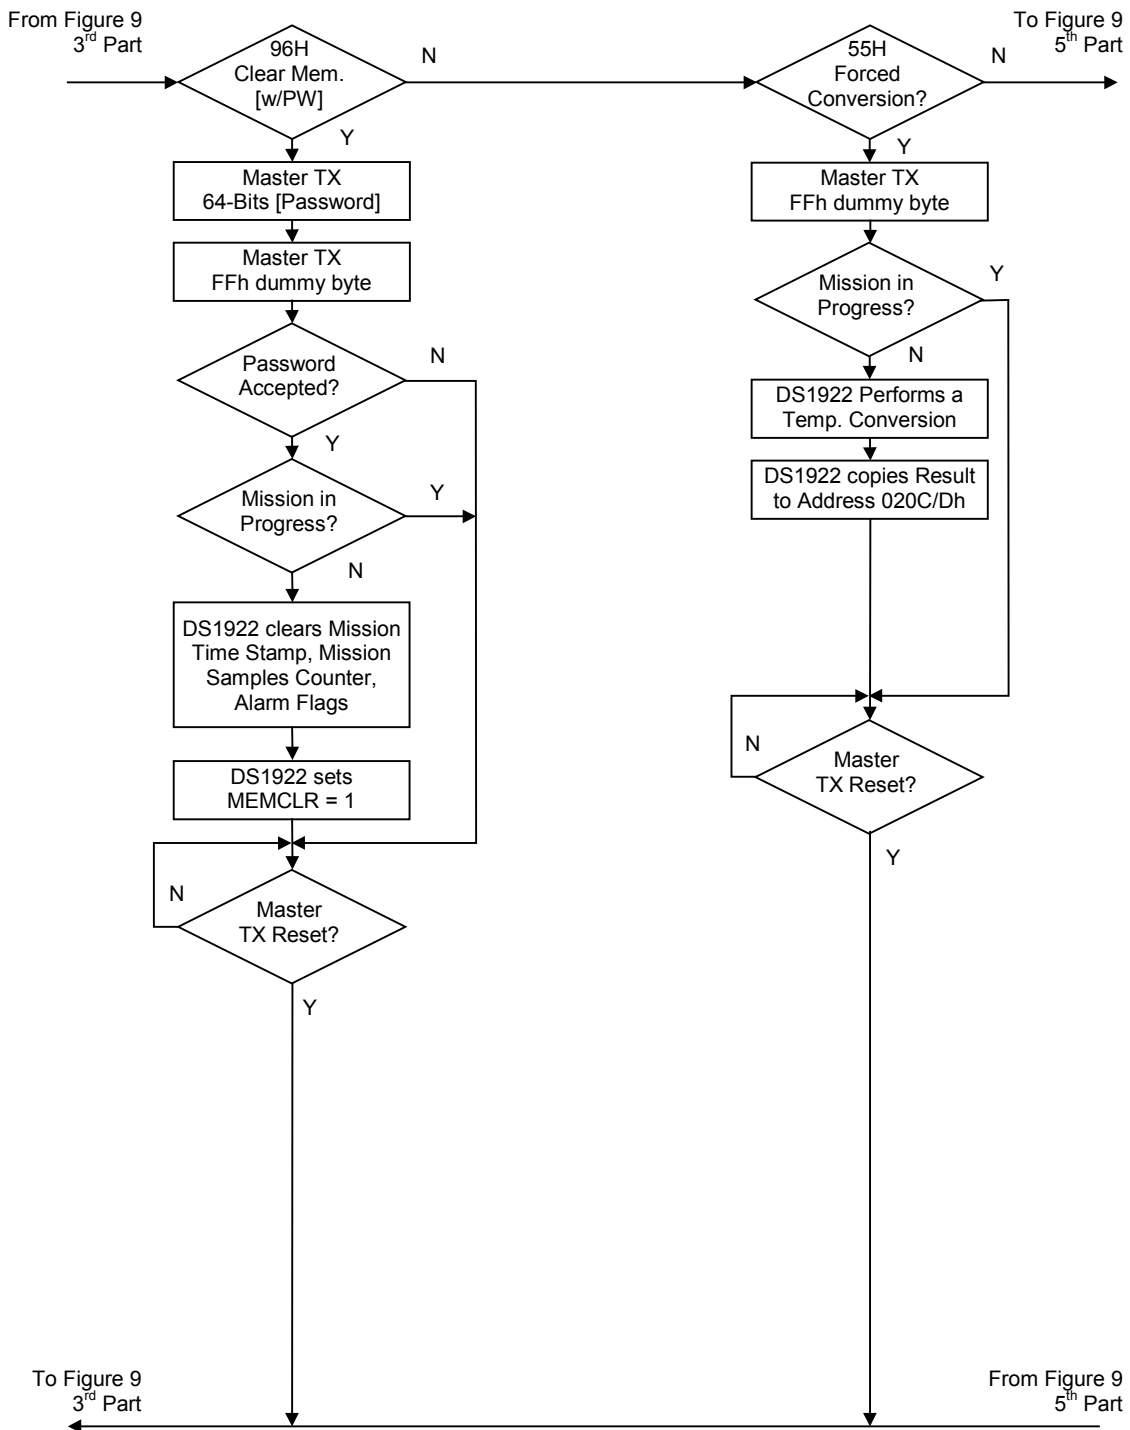 From Figure 9
3rd Part
To Figure 9
5th Part
96H
Clear Mem.
[w/PW]
N
Y
Master TX
64-Bits [Password]
Master TX
FFh dummy byte
Password
Accepted?
N
Y
Mission in
Progress?
Y
N
DS1922 clears Mission
Time Stamp, Mission
Samples Counter,
Alarm Flags
DS1922 sets
MEMCLR = 1
N
Master
TX Reset?
Y
55H
Forced
Conversion?
N
Y
Master TX
FFh dummy byte
Mission in
Progress?
Y
N
DS1922 Performs a
Temp. Conversion
DS1922 copies Result
to Address 020C/Dh
N
Master
TX Reset?
Y
To Figure 9
3rd Part
From Figure 9
5th Part